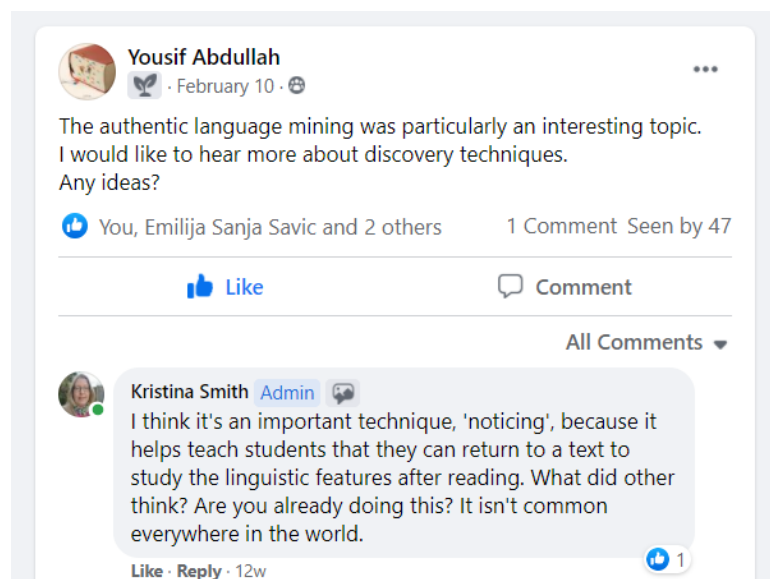 Yousif Abdullah
· February 10 ·
The authentic language mining was particularly an interesting topic.
I would like to hear more about discovery techniques.
Any ideas?
You, Emilija Sanja Savic and 2 others 1 Comment Seen by 47
Like Comment
All Comments
Kristina Smith Admin
I think it's an important technique, 'noticing', because it
helps teach students that they can return to a text to
study the linguistic features after reading. What did other
think? Are you already doing this? It isn't common
everywhere in the world.
1
Like · Reply · 12w